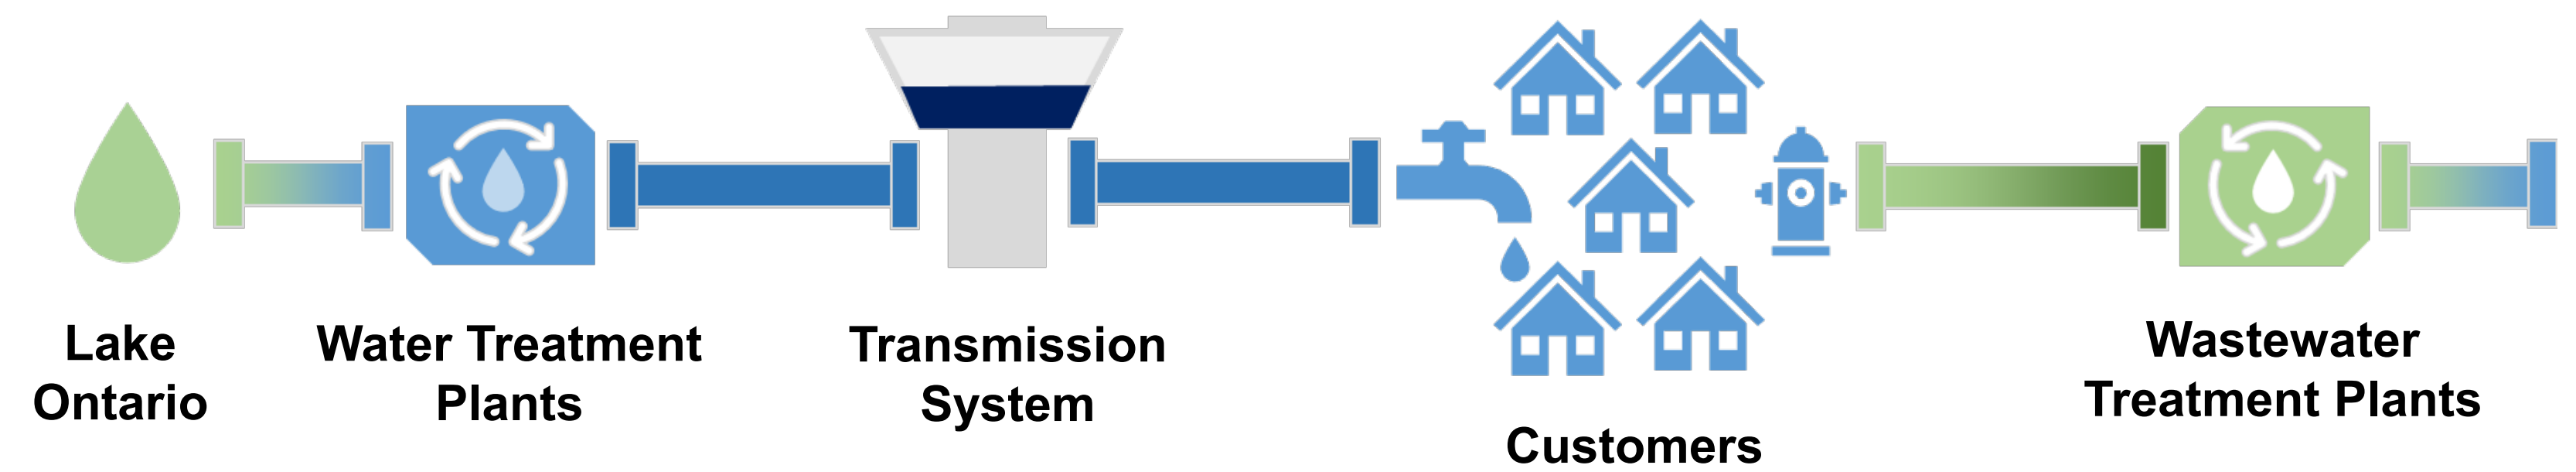 Lake
Ontario
Water Treatment
Plants
Transmission
System
Customers
Wastewater
Treatment Plants